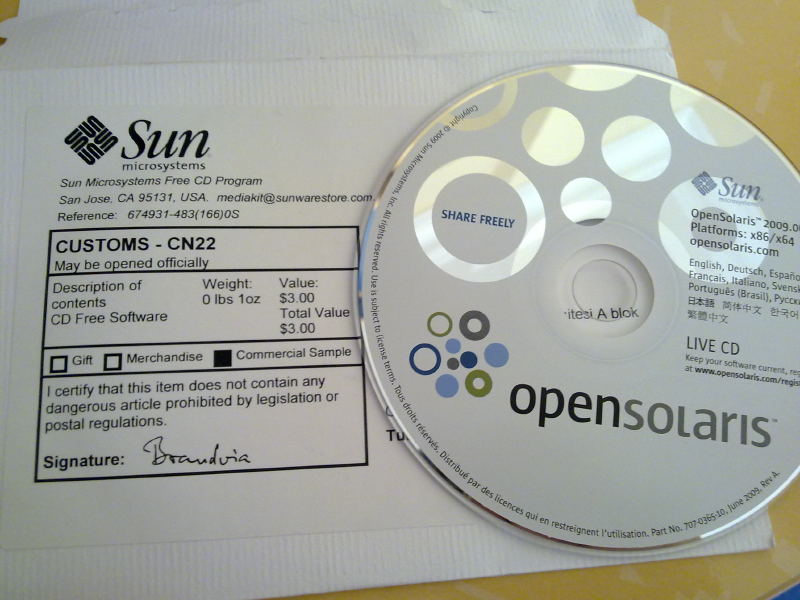 Sun
microsystems
Sun Microsystems Free CD Program
San Jose, CA 95131, USA. mediakit@sunwarestore.com
Reference: 674931-483(166)0S
CUSTOMS - CN22
May be opened officially
Description of contents
CD Free Software
Weight:
0 lbs 1oz
Value:
$3.00
Total Value
$3.00
Gift
Merchandise
Commercial Sample
I certify that this item does not contain any
dangerous article prohibited by legislation or
postal regulations.
Signature: Brandvia
Copyright © 2009 Sun Microsystems, Inc. All rights reserved. Use is subject to license terms. Tous droits réservés. Distribué par des licences qui en restreignent l'utilisation. Part No. 707-0365-10, June 2009. Rev A.
SHARE FREELY
Sun
microsystems
OpenSolaris™ 2009.0
Platforms: x86/x64
opensolaris.com
English, Deutsch, Españo
Français, Italiano, Svensk
Português (Brasil), Русски
日本語 简体中文 한국어
繁體中文
LIVE CD
Keep your software current, reg
at www.opensolaris.com/regis
itesi A blok
opensolaris™